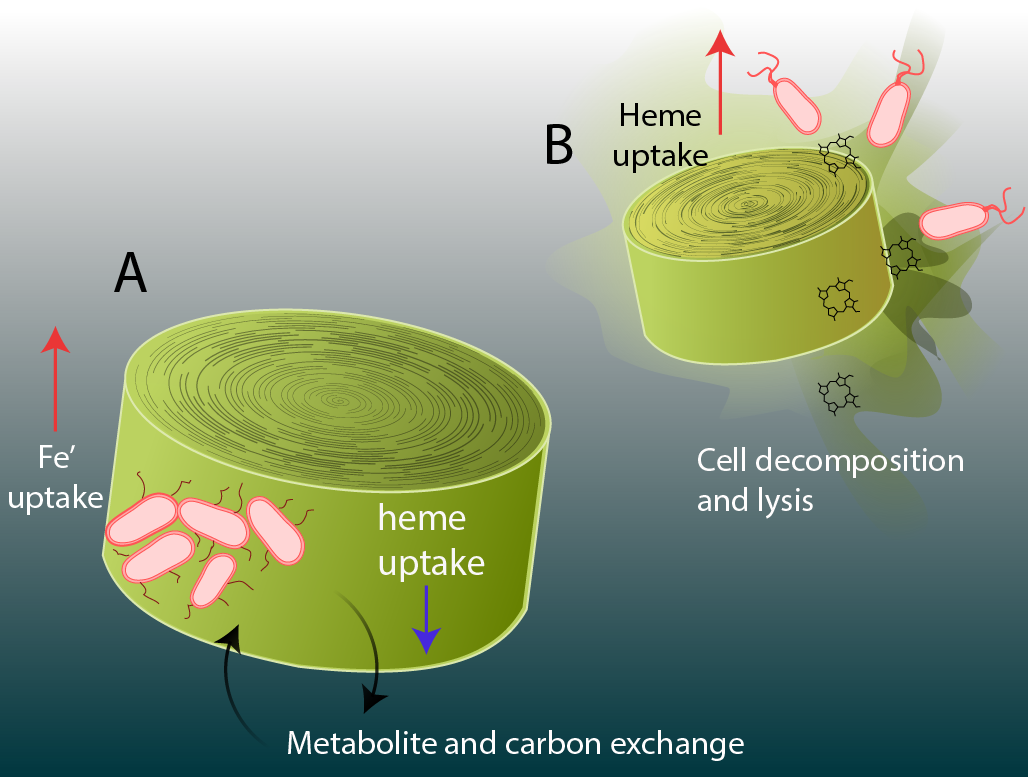 A
Fe’
uptake
heme
uptake
Metabolite and carbon exchange
B
Heme
uptake
Cell decomposition
and lysis